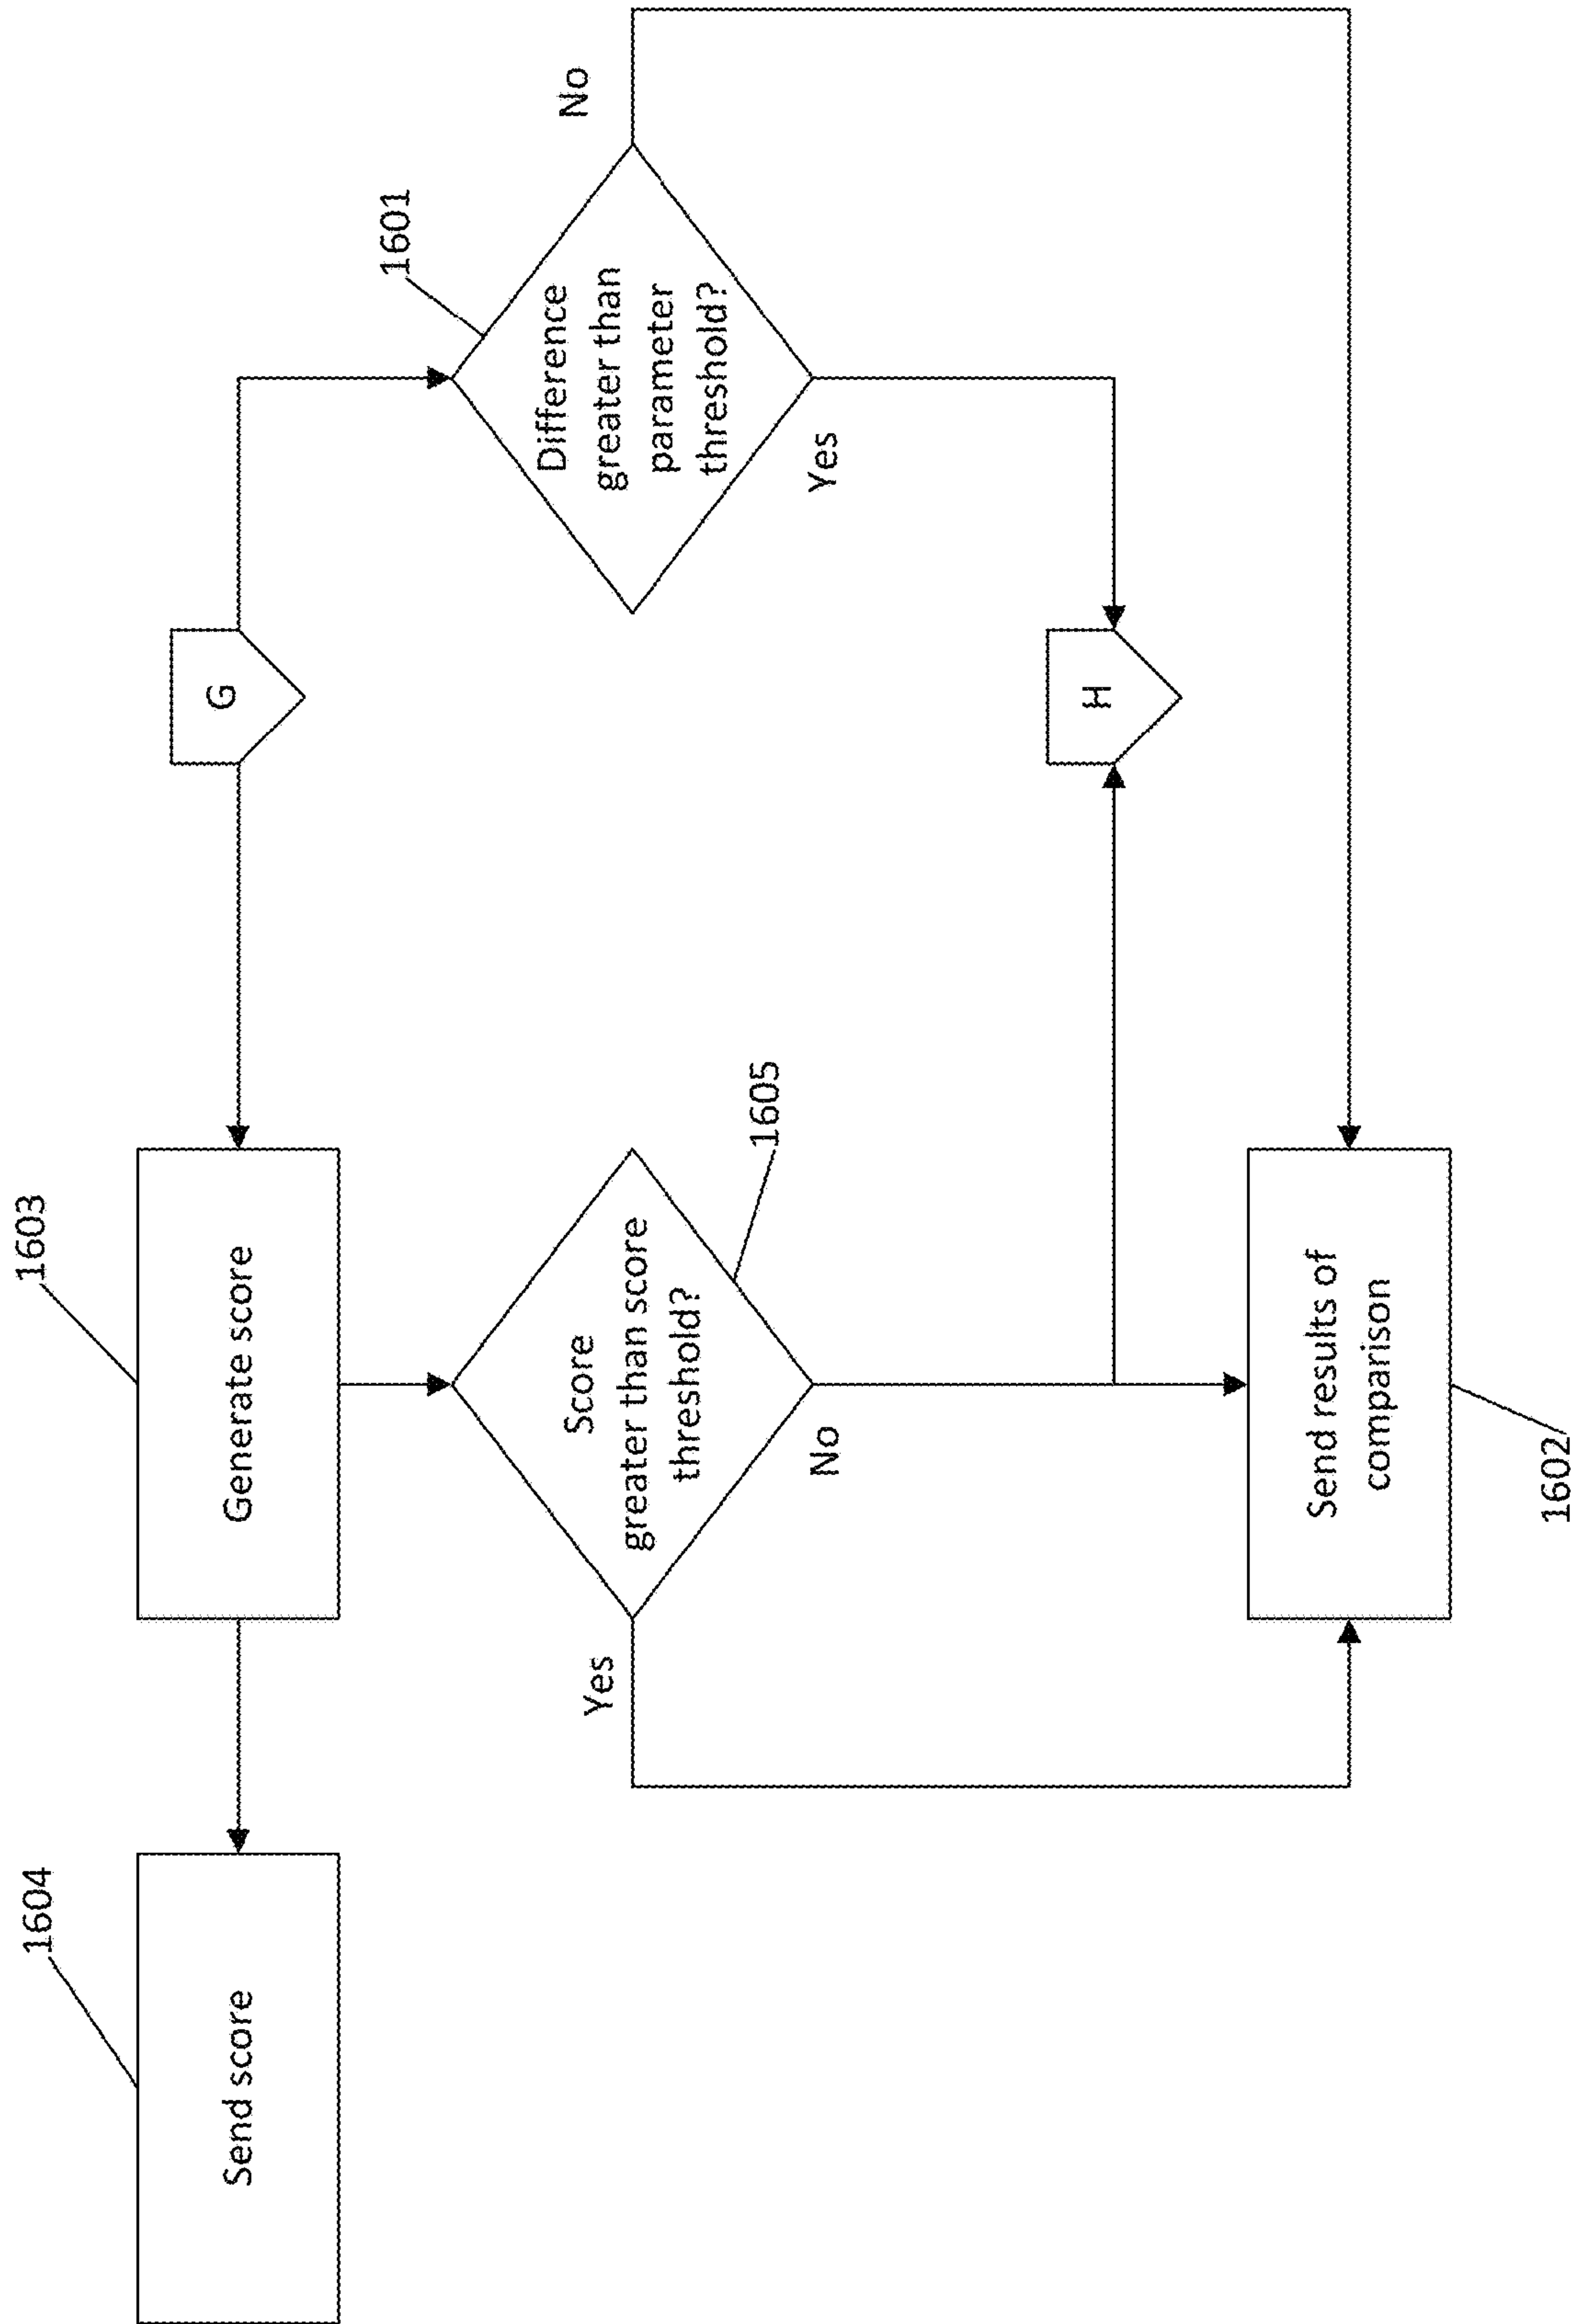 1604
Send score
1603
Generate score
G
1601
Difference
greater than
parameter
threshold?
No
Yes
Score
greater than score
threshold?
1605
Yes
No
H
Send results of
comparison
1602